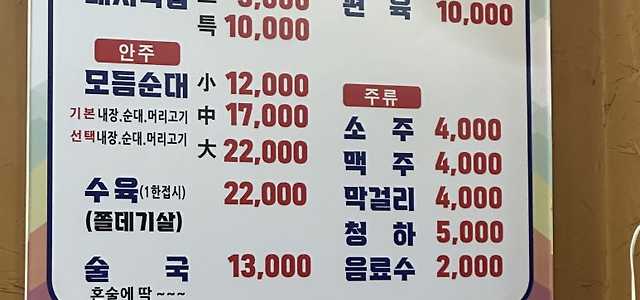 특 10,000
편 육 10,000
안주
모듬순대 小 12,000
기본 내장.순대.머리고기 中 17,000
선택 내장.순대.머리고기 大 22,000
수육(1한접시) 22,000
(쫄데기살)
술 국 13,000
혼술에 딱 ~~~
주류
소 주 4,000
맥 주 4,000
막걸리 4,000
청 하 5,000
음료수 2,000